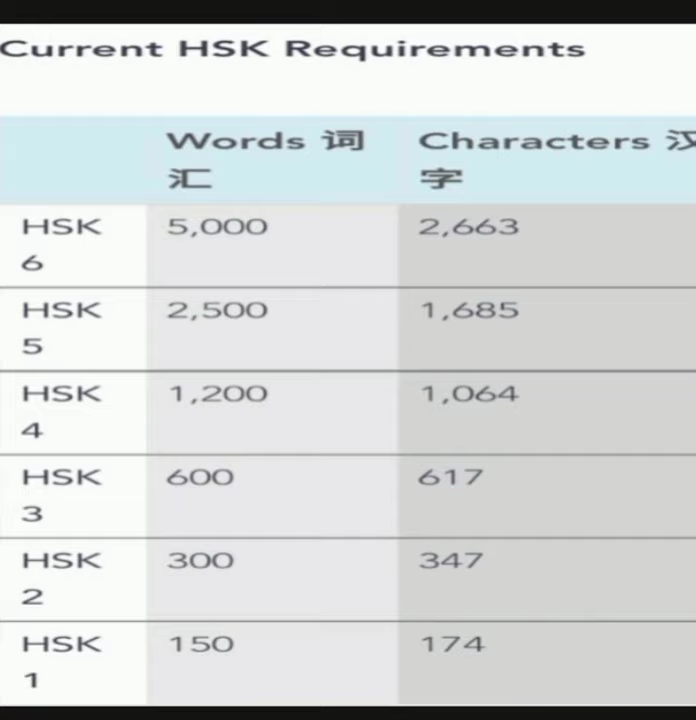 Current HSK Requirements
Words 词汇 Characters 汉字
HSK 6 5,000 2,663
HSK 5 2,500 1,685
HSK 4 1,200 1,064
HSK 3 600 617
HSK 2 300 347
HSK 1 150 174